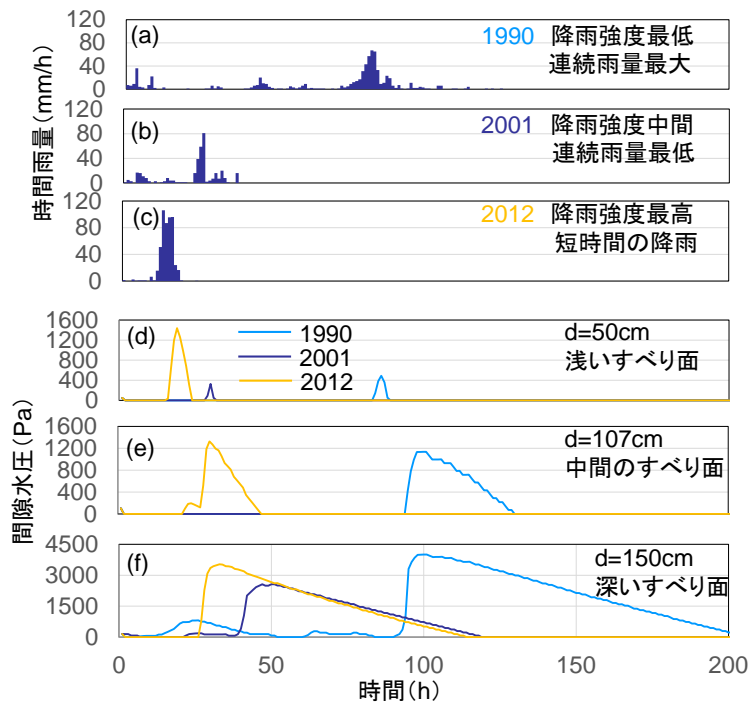 時間雨量(mm/h)
120
80
40
0
(a)
1990 降雨強度最低
連続雨量最大
120
80
40
0
(b)
2001 降雨強度中間
連続雨量最低
120
80
40
0
(c)
2012 降雨強度最高
短時間の降雨
間隙水圧(Pa)
1600
1200
800
400
0
(d)
1990
2001
2012
d=50cm
浅いすべり面
1600
1200
800
400
0
(e)
d=107cm
中間のすべり面
4500
3000
1500
0
(f)
d=150cm
深いすべり面
0 50 100 150 200
時間(h)